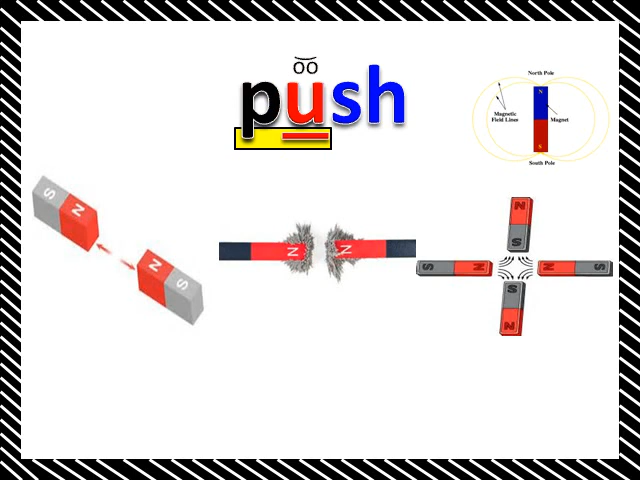 push
North Pole
N
Magnetic
Field Lines
Magnet
S
South Pole
S N
N S
N N
N
S
S N
N S
S
N